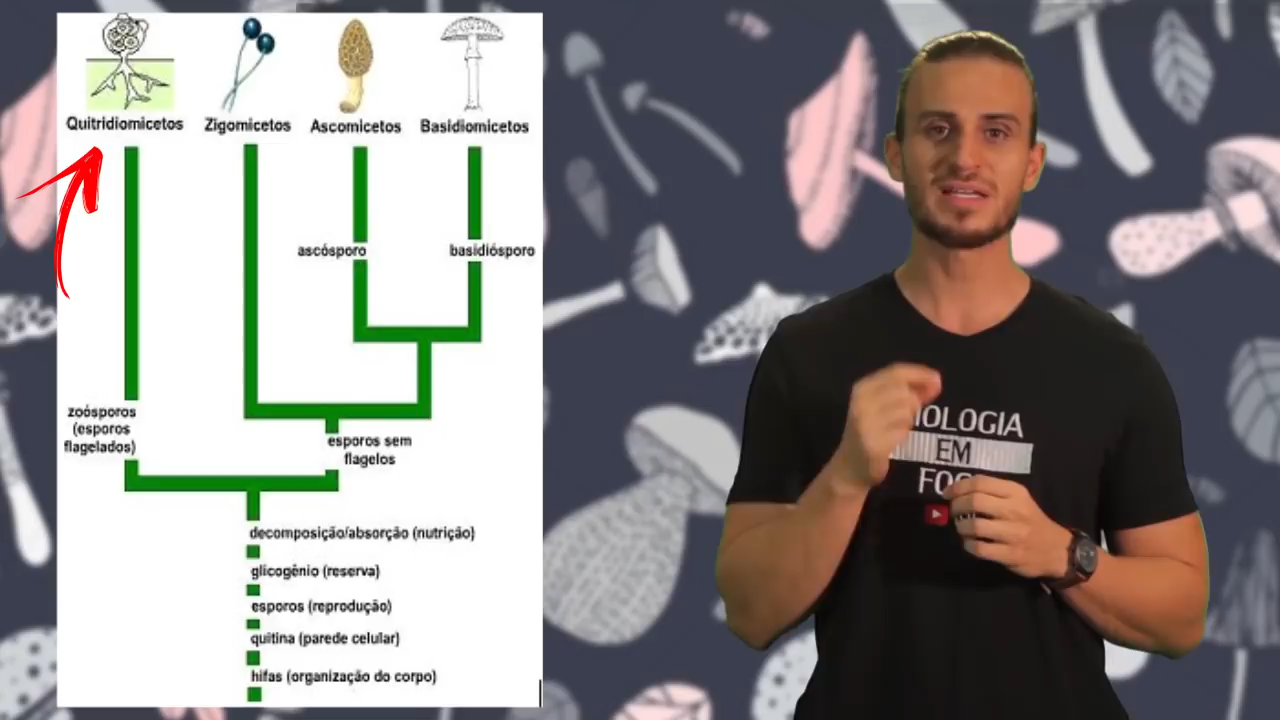 Quitridiomicetos Zigomicetos Ascomicetos Basidiomicetos
ascósporo basidiósporo
zoósporos
(esporos
flagelados)
esporos sem
flagelos
decomposição/absorção (nutrição)
glicogênio (reserva)
esporos (reprodução)
quitina (parede celular)
hifas (organização do corpo)
IOLOGIA
EM